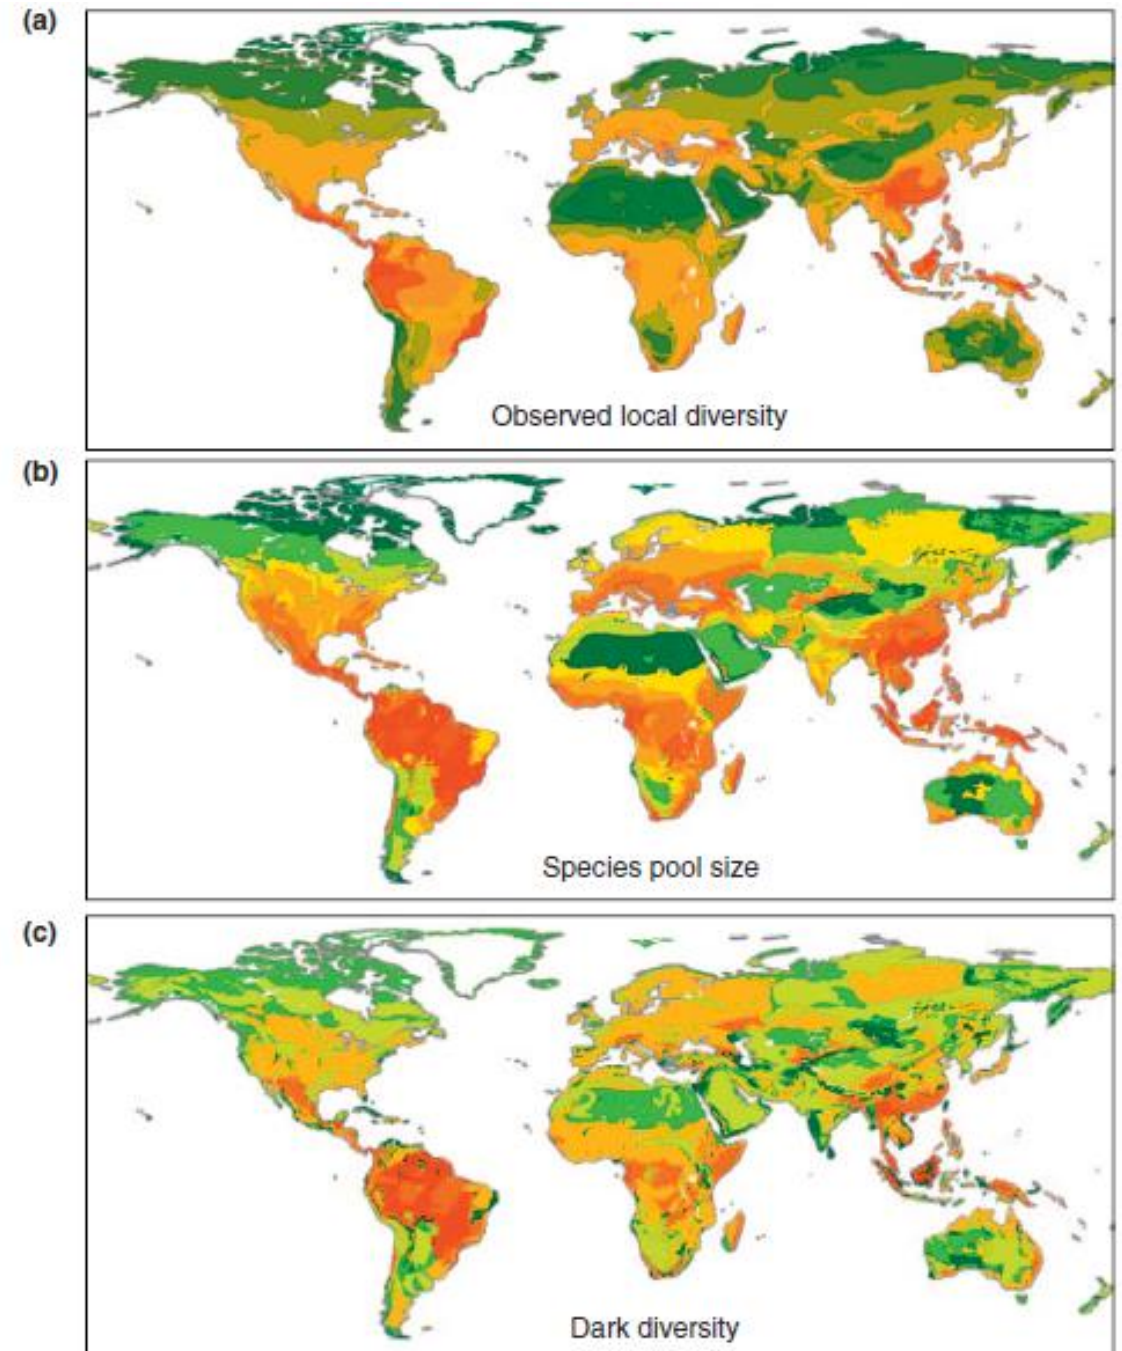 (a)
Observed local diversity
(b)
Species pool size
(c)
Dark diversity